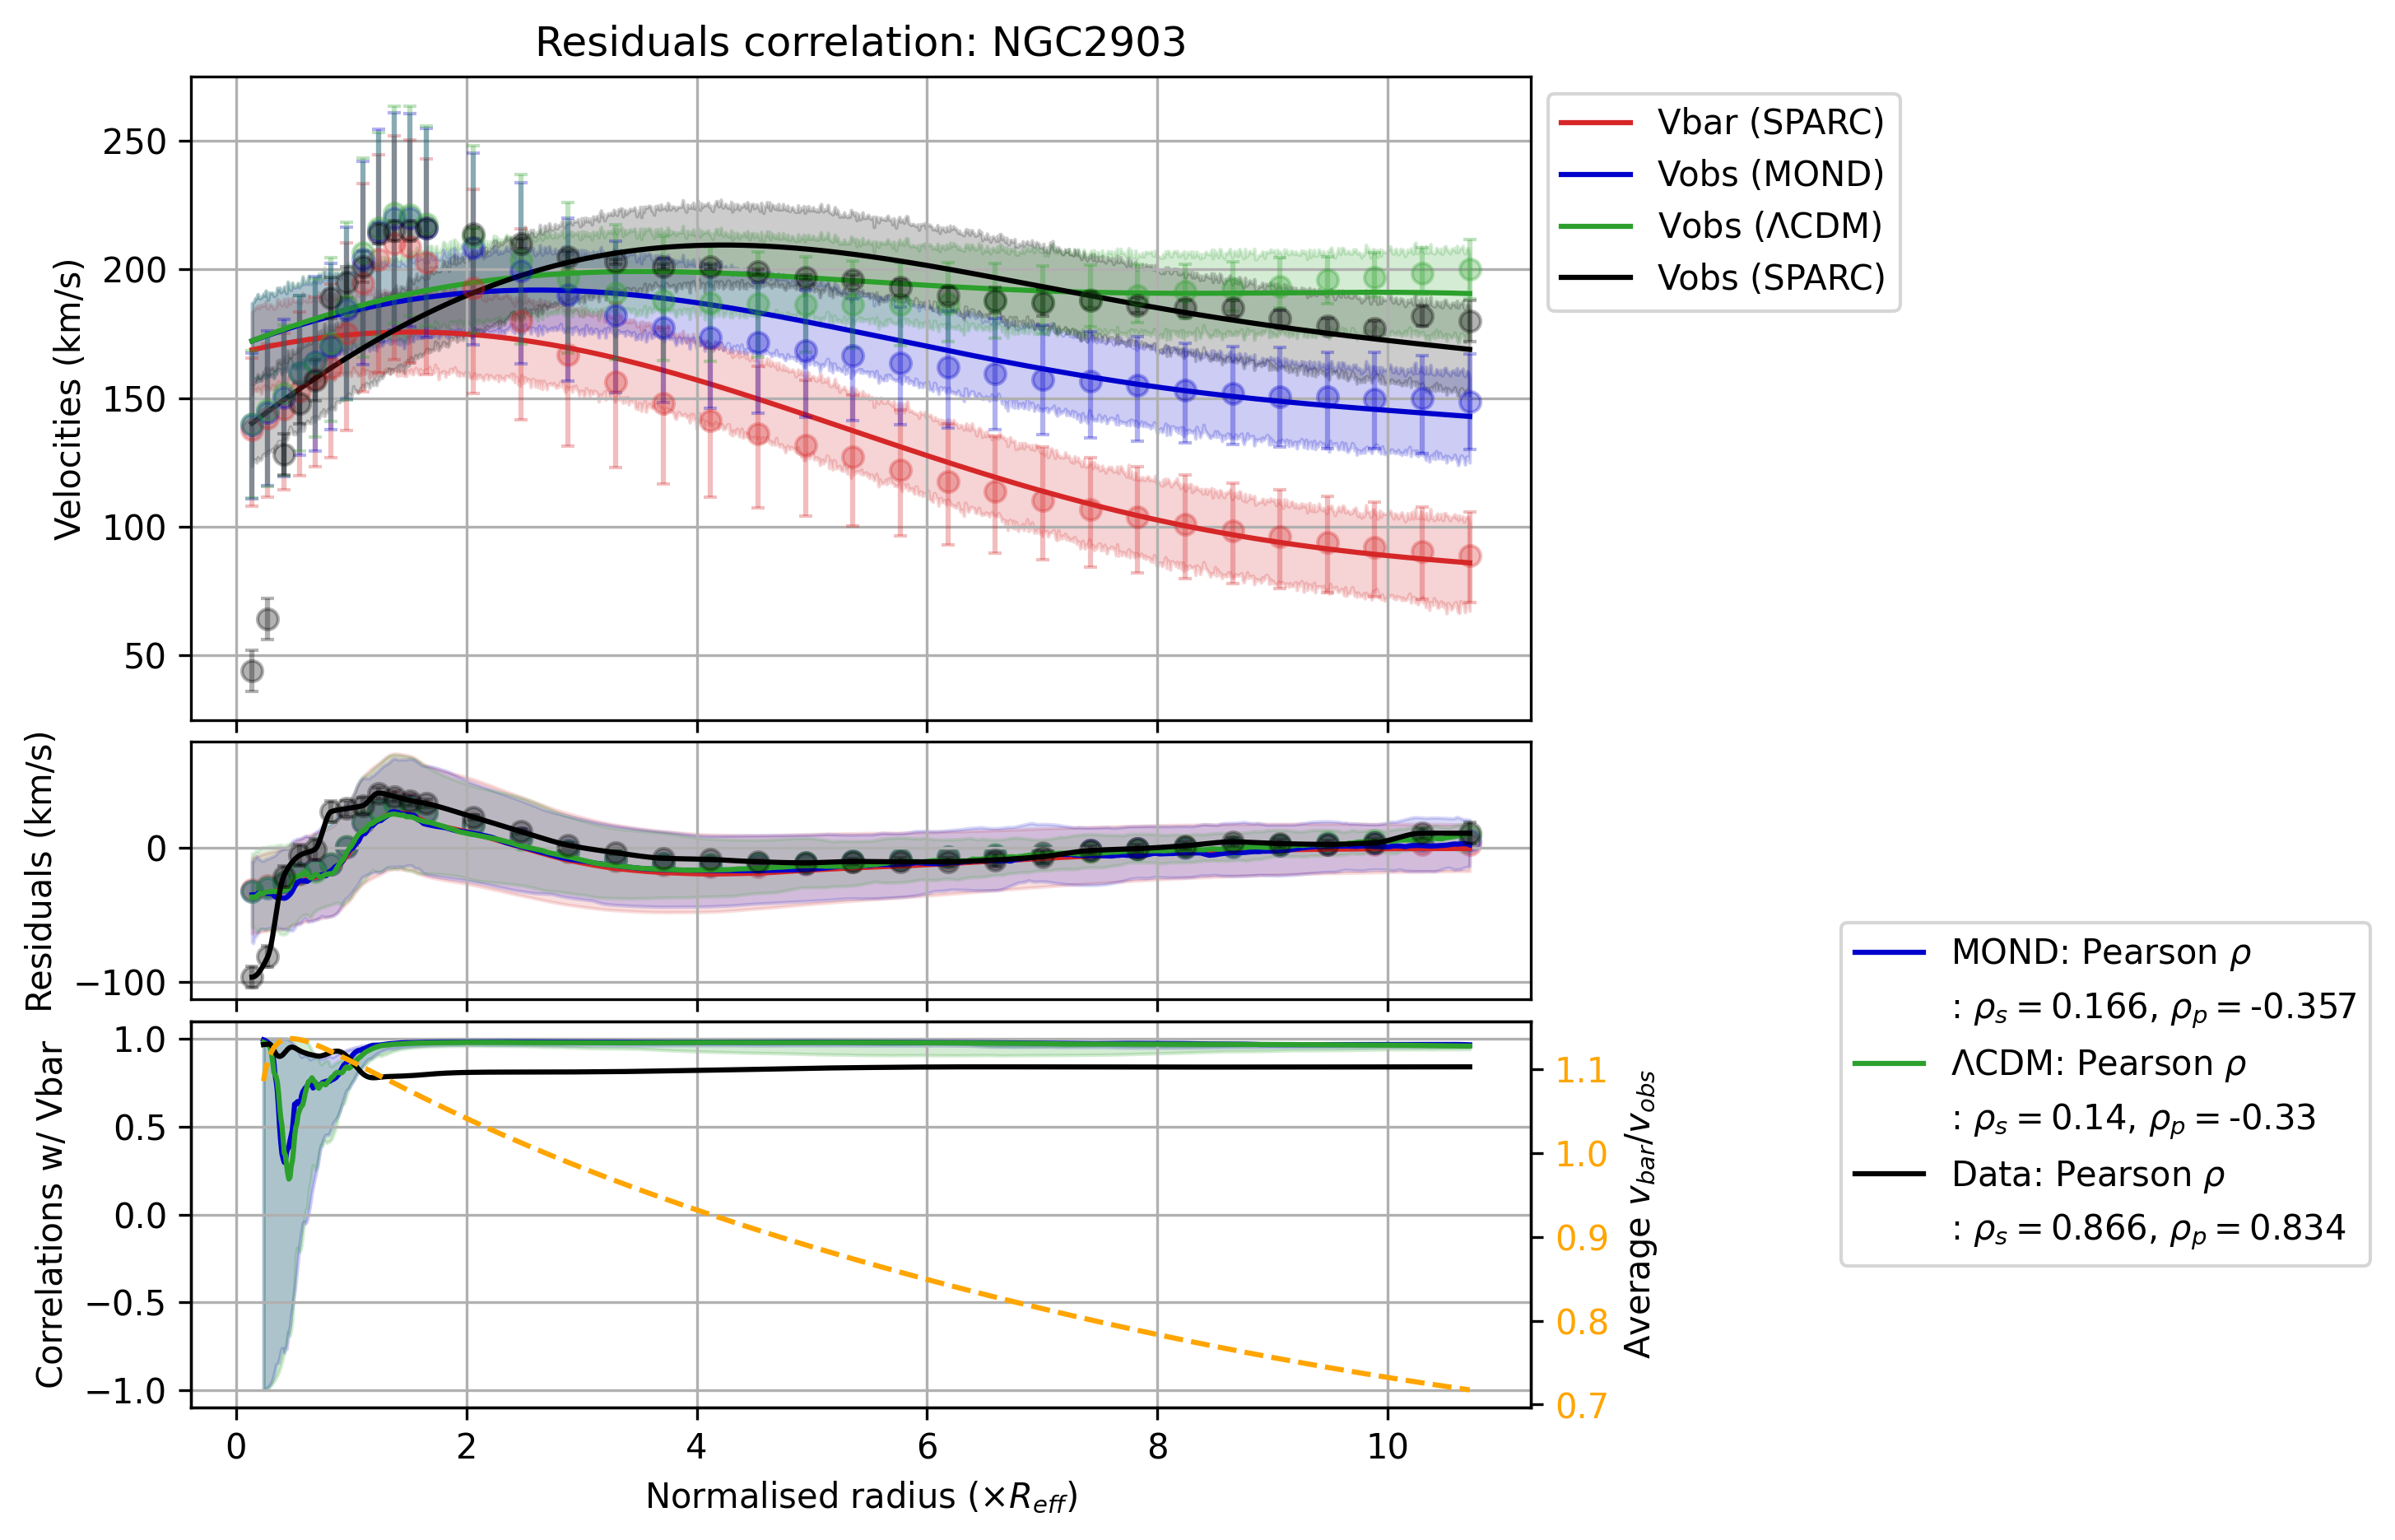 Residuals correlation: NGC2903
250
200
150
100
50
Velocities (km/s)
Vbar (SPARC)
Vobs (MOND)
Vobs (ΛCDM)
Vobs (SPARC)
0
−100
Residuals (km/s)
1.0
0.5
0.0
−0.5
−1.0
Correlations w/ Vbar
1.1
1.0
0.9
0.8
0.7
Average v_bar/v_obs
MOND: Pearson ρ
: ρ_s = 0.166, ρ_p = -0.357
ΛCDM: Pearson ρ
: ρ_s = 0.14, ρ_p = -0.33
Data: Pearson ρ
: ρ_s = 0.866, ρ_p = 0.834
0 2 4 6 8 10
Normalised radius (×R_eff)